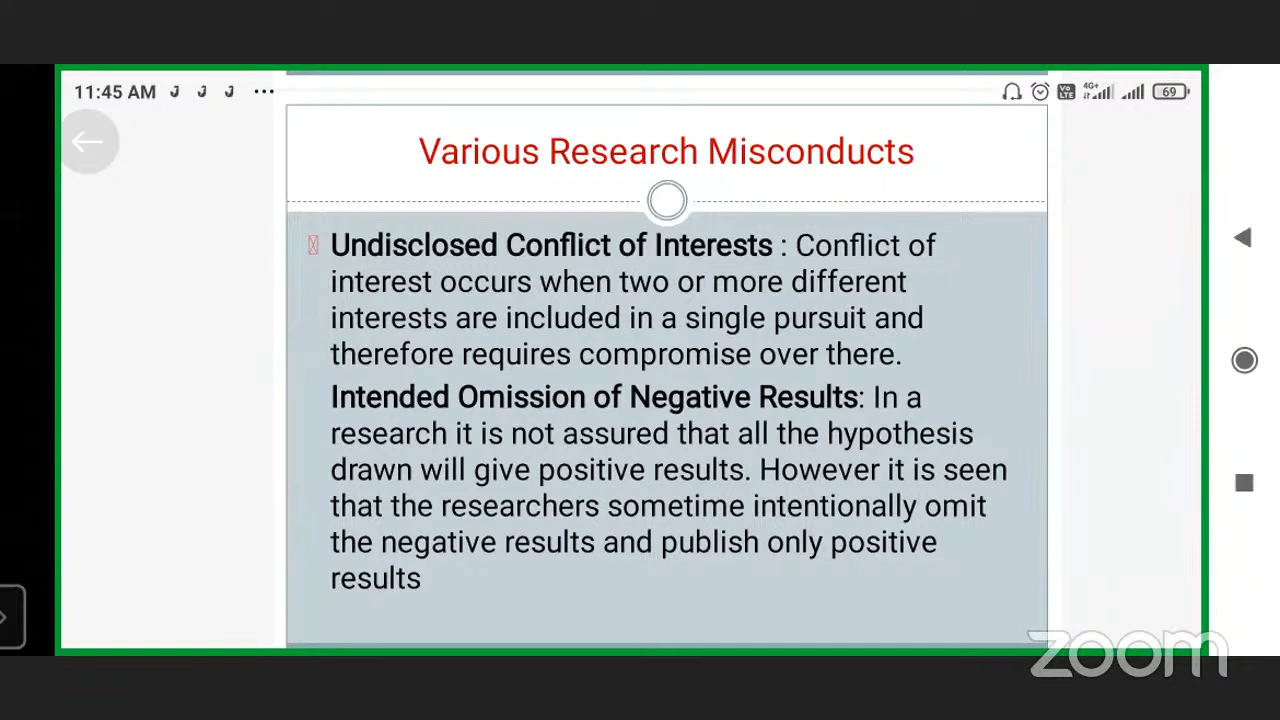 11:45 AM
4G+
Vo
LTE
69
Various Research Misconducts
Undisclosed Conflict of Interests : Conflict of
interest occurs when two or more different
interests are included in a single pursuit and
therefore requires compromise over there.
Intended Omission of Negative Results: In a
research it is not assured that all the hypothesis
drawn will give positive results. However it is seen
that the researchers sometime intentionally omit
the negative results and publish only positive
results
zoom